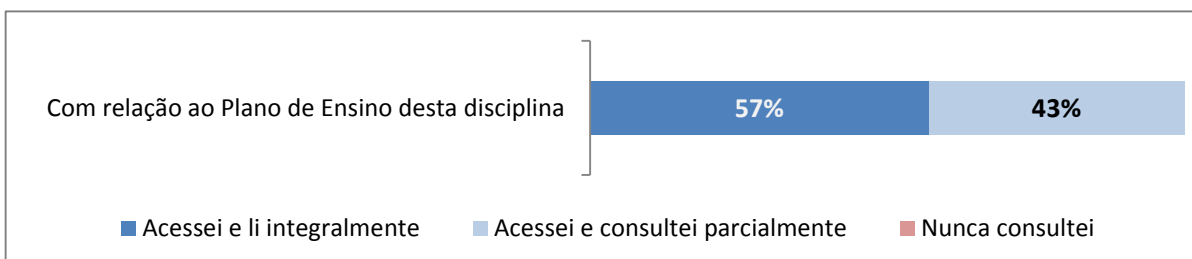 Com relação ao Plano de Ensino desta disciplina
57%
43%
Acessei e li integralmente
Acessei e consultei parcialmente
Nunca consultei